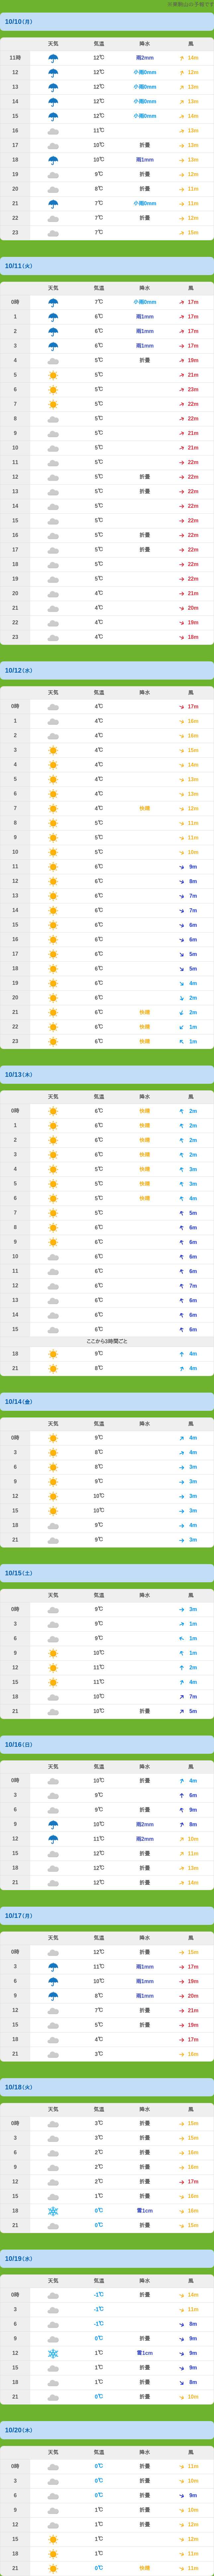 10/10(月)
天気 気温 降水 風
11時 12℃ 雨2mm 14m
12 12℃ 小雨0mm 12m
13 12℃ 小雨0mm 11m
14 12℃ 小雨0mm 13m
15 12℃ 小雨0mm 14m
16 11℃ 13m
17 10℃ 折畳 13m
18 10℃ 雨1mm 13m
19 9℃ 折畳 12m
20 8℃ 折畳 11m
21 7℃ 小雨0mm 11m
22 7℃ 折畳 12m
23 7℃ 15m
10/11(火)
天気 気温 降水 風
0時 7℃ 小雨0mm 17m
1 6℃ 雨1mm 17m
2 6℃ 雨1mm 17m
3 6℃ 雨1mm 17m
4 5℃ 折畳 19m
5 5℃ 21m
6 5℃ 23m
7 5℃ 22m
8 5℃ 22m
9 5℃ 21m
10 5℃ 21m
11 5℃ 22m
12 5℃ 折畳 22m
13 5℃ 折畳 22m
14 5℃ 22m
15 5℃ 22m
16 5℃ 折畳 22m
17 5℃ 折畳 22m
18 5℃ 22m
19 5℃ 22m
20 4℃ 21m
21 4℃ 20m
22 4℃ 19m
23 4℃ 18m
10/12(水)
天気 気温 降水 風
0時 4℃ 17m
1 4℃ 16m
2 4℃ 16m
3 4℃ 15m
4 4℃ 14m
5 4℃ 13m
6 4℃ 13m
7 4℃ 快晴 12m
8 5℃ 11m
9 5℃ 11m
10 5℃ 10m
11 6℃ 9m
12 6℃ 8m
13 6℃ 7m
14 6℃ 7m
15 6℃ 6m
16 6℃ 6m
17 6℃ 5m
18 6℃ 5m
19 6℃ 4m
20 6℃ 2m
21 6℃ 快晴 2m
22 6℃ 快晴 1m
23 6℃ 快晴 1m
10/13(木)
天気 気温 降水 風
0時 6℃ 快晴 2m
1 6℃ 快晴 2m
2 6℃ 快晴 2m
3 6℃ 快晴 2m
4 5℃ 快晴 3m
5 5℃ 快晴 3m
6 5℃ 快晴 4m
7 5℃ 5m
8 6℃ 6m
9 6℃ 6m
10 6℃ 6m
11 6℃ 6m
12 6℃ 7m
13 6℃ 6m
14 6℃ 6m
15 6℃ 6m
ここから3時間ごと
18 9℃ 4m
21 8℃ 4m
10/14(金)
天気 気温 降水 風
0時 9℃ 4m
3 8℃ 4m
6 8℃ 3m
9 9℃ 3m
12 10℃ 3m
15 10℃ 3m
18 9℃ 4m
21 9℃ 3m
10/15(土)
天気 気温 降水 風
0時 9℃ 3m
3 9℃ 1m
6 9℃ 1m
9 10℃ 1m
12 11℃ 2m
15 11℃ 4m
18 10℃ 7m
21 10℃ 折畳 5m
10/16(日)
天気 気温 降水 風
0時 10℃ 折畳 4m
3 9℃ 6m
6 9℃ 折畳 9m
9 10℃ 雨2mm 8m
12 11℃ 雨2mm 10m
15 12℃ 折畳 11m
18 12℃ 折畳 13m
21 12℃ 折畳 14m
10/17(月)
天気 気温 降水 風
0時 12℃ 折畳 15m
3 11℃ 雨1mm 17m
6 10℃ 雨1mm 19m
9 8℃ 雨1mm 20m
12 7℃ 折畳 21m
15 5℃ 折畳 19m
18 4℃ 17m
21 3℃ 16m
10/18(火)
天気 気温 降水 風
0時 3℃ 折畳 15m
3 3℃ 折畳 15m
6 2℃ 折畳 16m
9 2℃ 折畳 16m
12 2℃ 折畳 17m
15 1℃ 折畳 16m
18 0℃ 雪1cm 16m
21 0℃ 折畳 15m
10/19(水)
天気 気温 降水 風
0時 -1℃ 折畳 14m
3 -1℃ 11m
6 -1℃ 8m
9 0℃ 折畳 9m
12 1℃ 雪1cm 9m
15 1℃ 折畳 9m
18 1℃ 折畳 8m
21 0℃ 折畳 10m
10/20(木)
天気 気温 降水 風
0時 0℃ 折畳 11m
3 0℃ 折畳 10m
6 0℃ 折畳 9m
9 1℃ 折畳 10m
12 1℃ 折畳 12m
15 1℃ 12m
18 1℃ 11m
21 0℃ 快晴 11m